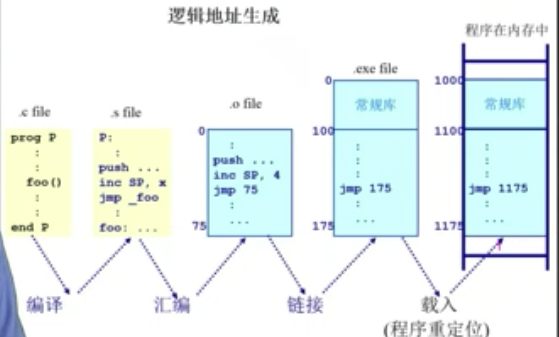 逻辑地址生成
程序在内存中
.c file
prog P
:
:
foo()
:
:
end P
.s file
P:
:
push ...
inc SP, x
jmp _foo
:
foo: ...
.o file
0
75
:
push ...
inc SP, 4
jmp 75
:
...
.exe file
0
100
175
常规库
:
:
jmp 175
:
...
1000
1100
1175
常规库
:
:
jmp 1175
:
...
编译
汇编
链接
载入
(程序重定位)